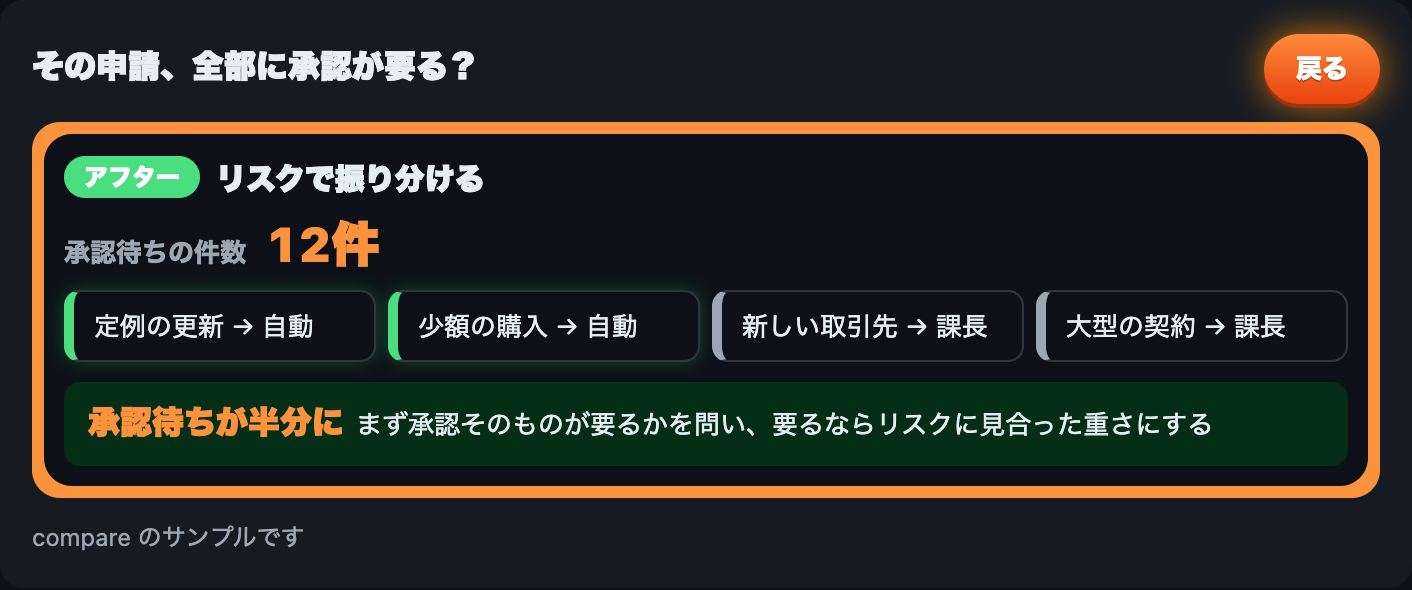 その申請、全部に承認が要る？
戻る
アフター リスクで振り分ける
承認待ちの件数 12件
定例の更新 → 自動
少額の購入 → 自動
新しい取引先 → 課長
大型の契約 → 課長
承認待ちが半分に まず承認そのものが要るかを問い、要るならリスクに見合った重さにする
compare のサンプルです